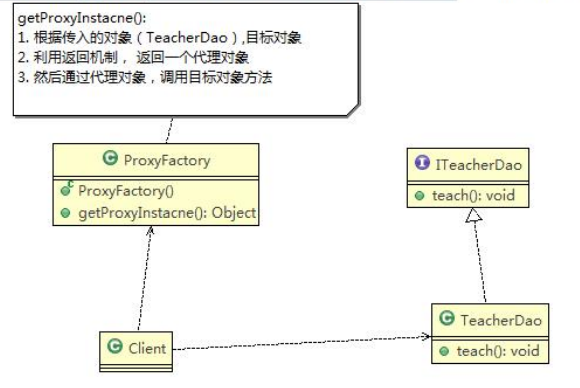 getProxyInstacne():
1. 根据传入的对象（TeacherDao）,目标对象
2. 利用返回机制， 返回一个代理对象
3. 然后通过代理对象，调用目标对象方法
C ProxyFactory
C ProxyFactory()
getProxyInstacne(): Object
I ITeacherDao
teach(): void
C Client
C TeacherDao
teach(): void